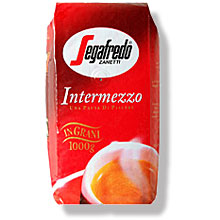 Segafredo
ZANETTI
Intermezzo
UNA PAUSA DI PIACERE
IN GRANI
1000g